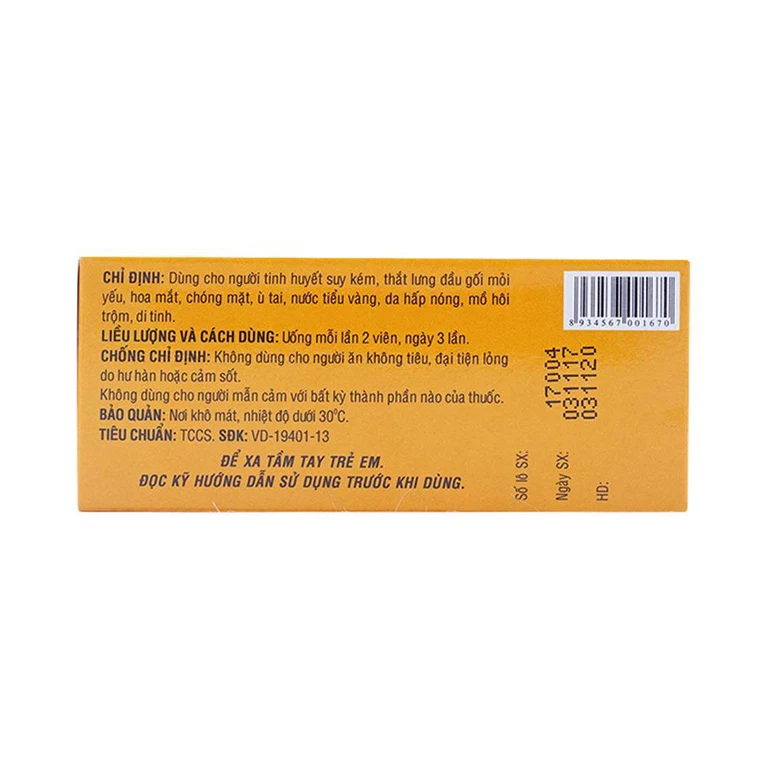 CHỈ ĐỊNH: Dùng cho người tinh huyết suy kém, thắt lưng đầu gối mỏi
yếu, hoa mắt, chóng mặt, ù tai, nước tiểu vàng, da hấp nóng, mồ hôi
trộm, di tinh.
LIỀU LƯỢNG VÀ CÁCH DÙNG: Uống mỗi lần 2 viên, ngày 3 lần.
CHỐNG CHỈ ĐỊNH: Không dùng cho người ăn không tiêu, đại tiện lỏng
do hư hàn hoặc cảm sốt.
Không dùng cho người mẫn cảm với bất kỳ thành phần nào của thuốc.
BẢO QUẢN: Nơi khô mát, nhiệt độ dưới 30°C.
TIÊU CHUẨN: TCCS. SĐK: VD-19401-13
ĐỂ XA TẦM TAY TRẺ EM.
ĐỌC KỸ HƯỚNG DẪN SỬ DỤNG TRƯỚC KHI DÙNG.
8 934567 001670
Số lô SX: 17004
Ngày SX: 031117
HD: 031120